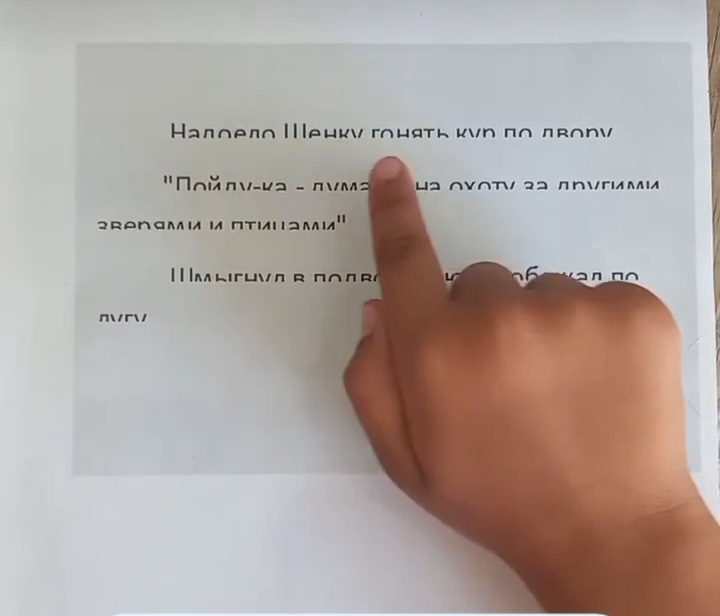 Надоело Щенку гонять кур по двору
"Пойду-ка - на охоту за другими
зверями и птицами"
Шмыгнул в по
лугу